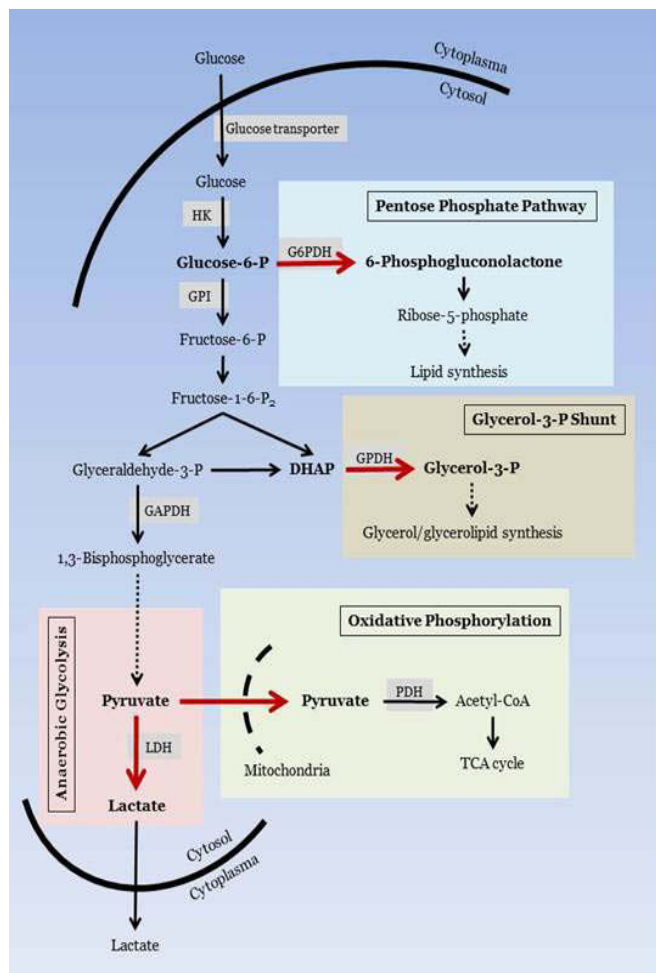 Glucose
Cytoplasma
Cytosol
Glucose transporter
Glucose
HK
Pentose Phosphate Pathway
Glucose-6-P
G6PDH
6-Phosphogluconolactone
GPI
Ribose-5-phosphate
Fructose-6-P
Lipid synthesis
Fructose-1-6-P₂
Glycerol-3-P Shunt
Glyceraldehyde-3-P
DHAP
GPDH
Glycerol-3-P
GAPDH
Glycerol/glycerolipid synthesis
1,3-Bisphosphoglycerate
Anaerobic Glycolysis
Oxidative Phosphorylation
Pyruvate
Pyruvate
PDH
Acetyl-CoA
LDH
Mitochondria
TCA cycle
Lactate
Cytosol
Cytoplasma
Lactate